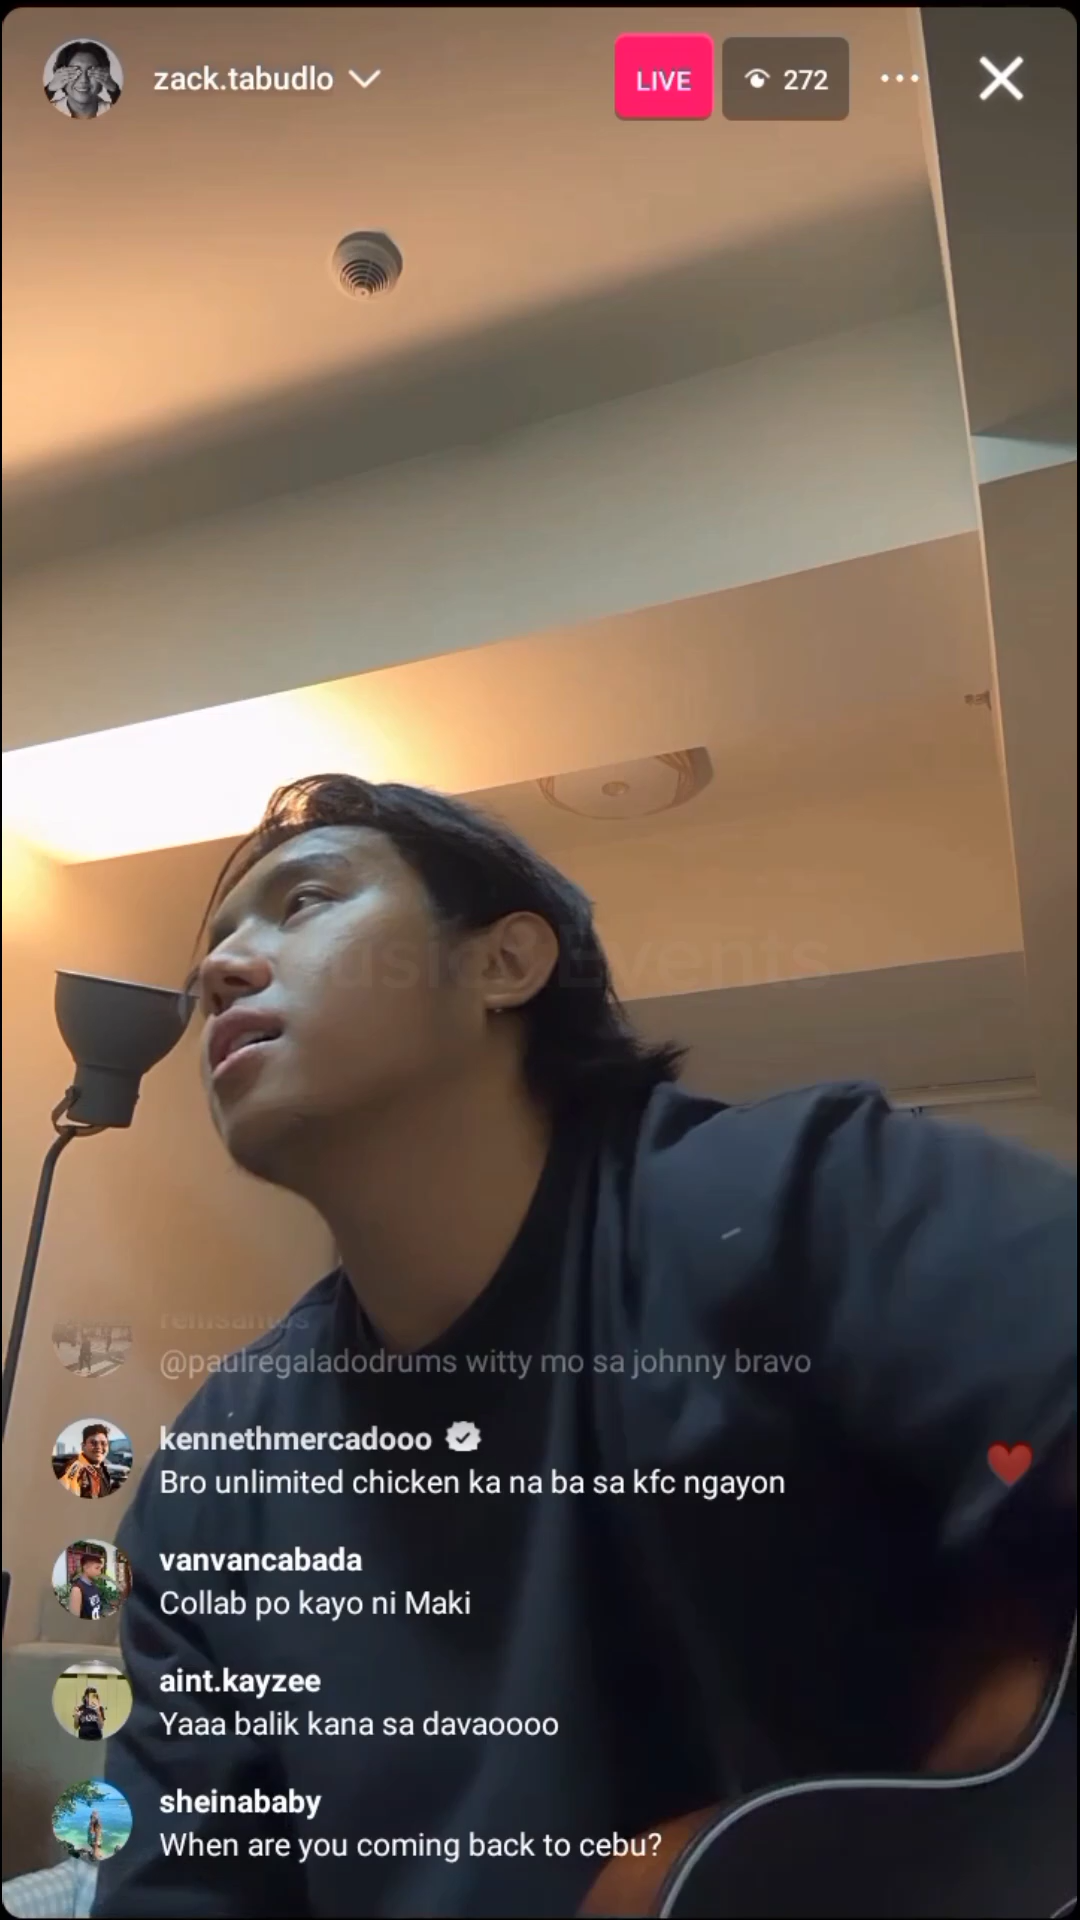 zack.tabudlo
LIVE
272
@paulregaladodrums witty mo sa johnny bravo
kennethmercadooo
Bro unlimited chicken ka na ba sa kfc ngayon
vanvancabada
Collab po kayo ni Maki
aint.kayzee
Yaaa balik kana sa davaoooo
sheinababy
When are you coming back to cebu?